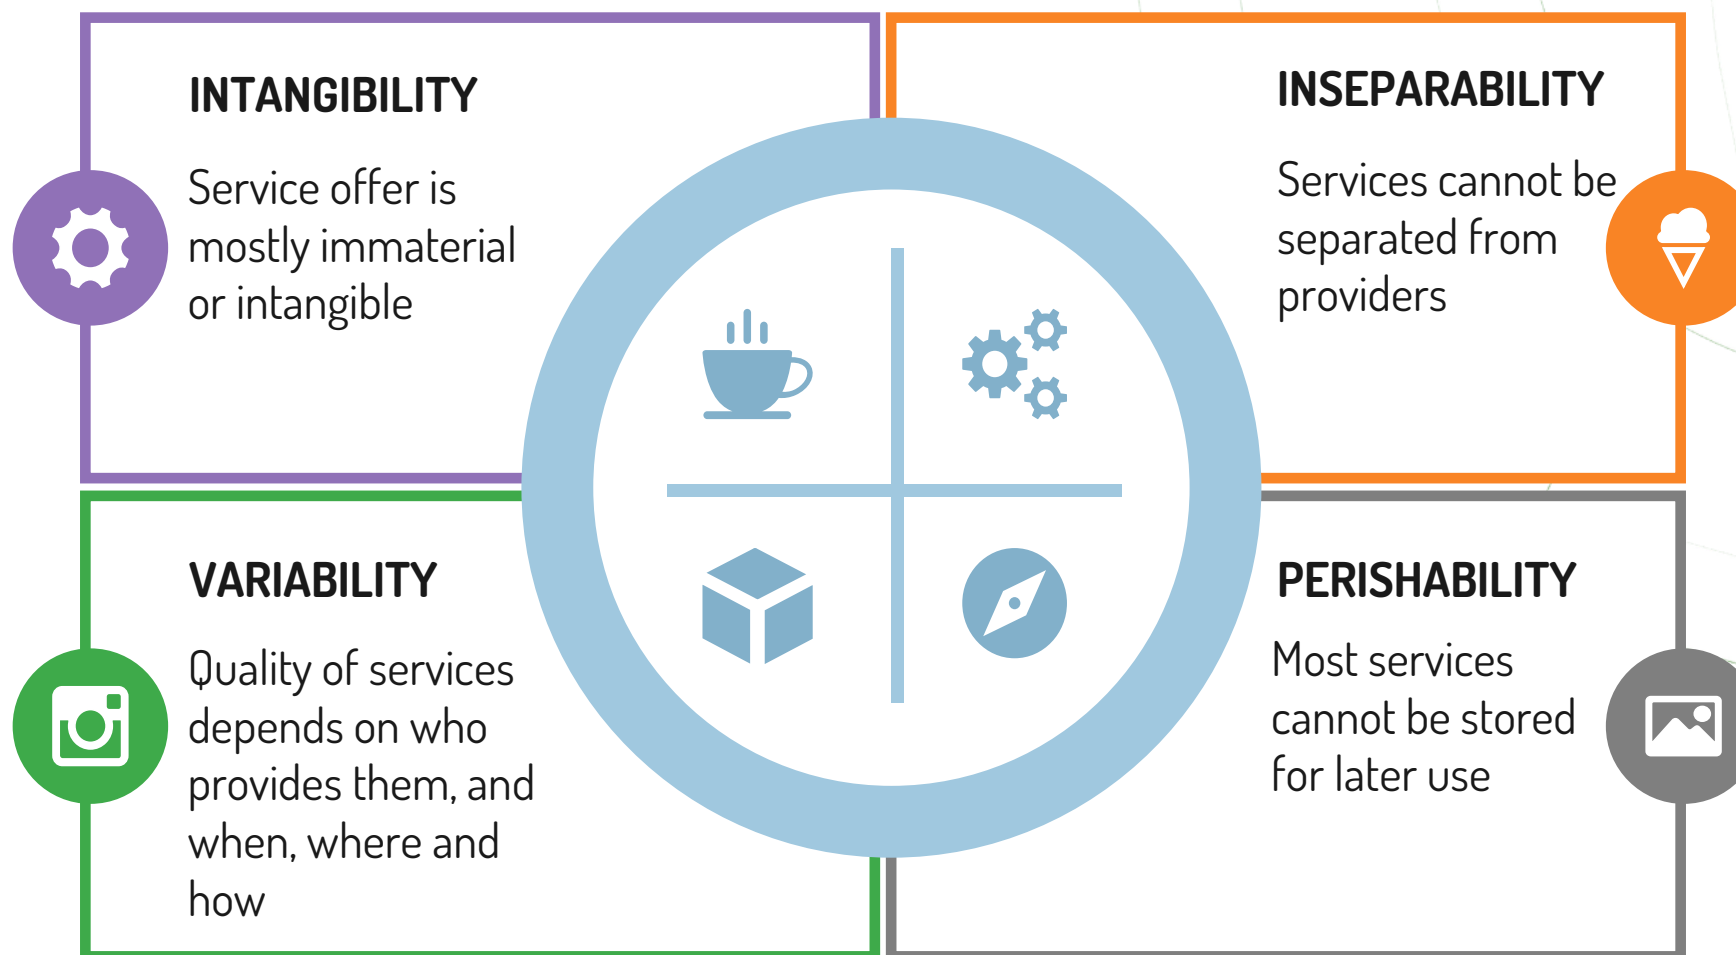 INTANGIBILITY
Service offer is
mostly immaterial
or intangible
INSEPARABILITY
Services cannot be
separated from
providers
VARIABILITY
Quality of services
depends on who
provides them, and
when, where and
how
PERISHABILITY
Most services
cannot be stored
for later use